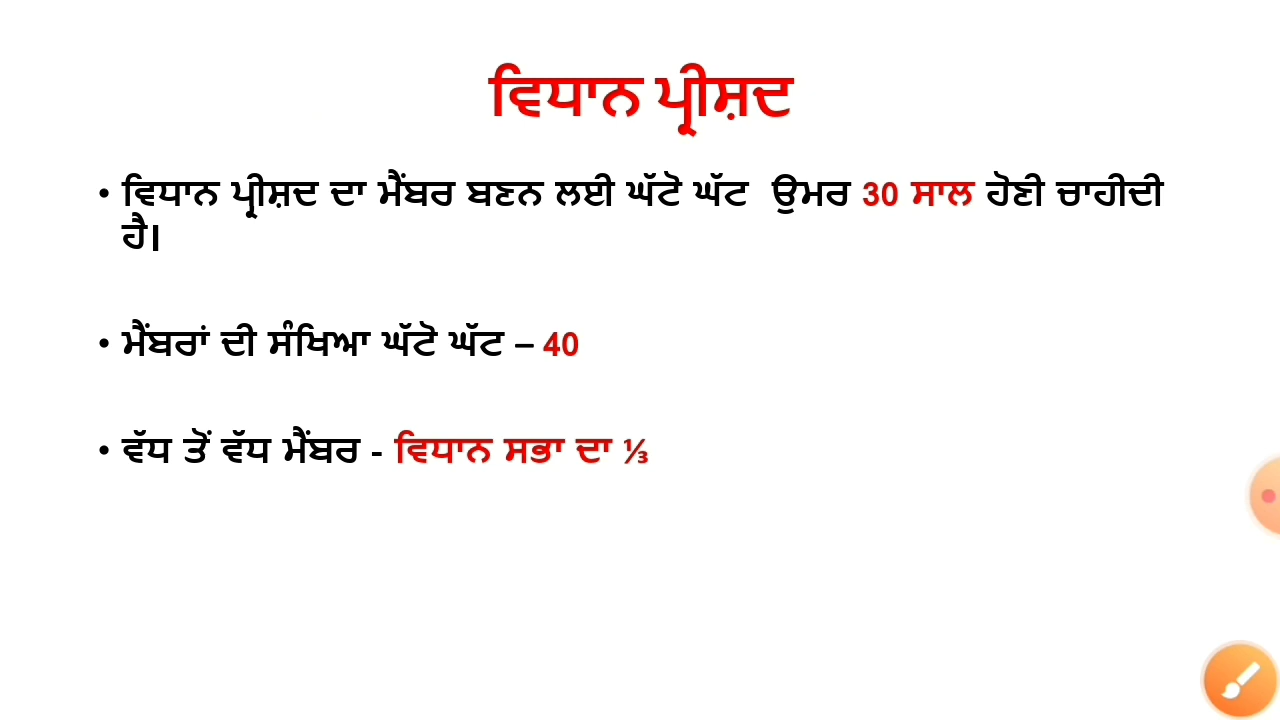 ਵਿਧਾਨ ਪ੍ਰੀਸ਼ਦ
• ਵਿਧਾਨ ਪ੍ਰੀਸ਼ਦ ਦਾ ਮੈਂਬਰ ਬਣਨ ਲਈ ਘੱਟੋ ਘੱਟ ਉਮਰ 30 ਸਾਲ ਹੋਣੀ ਚਾਹੀਦੀ
ਹੈ।
• ਮੈਂਬਰਾਂ ਦੀ ਸੰਖਿਆ ਘੱਟੋ ਘੱਟ – 40
• ਵੱਧ ਤੋਂ ਵੱਧ ਮੈਂਬਰ - ਵਿਧਾਨ ਸਭਾ ਦਾ ⅓